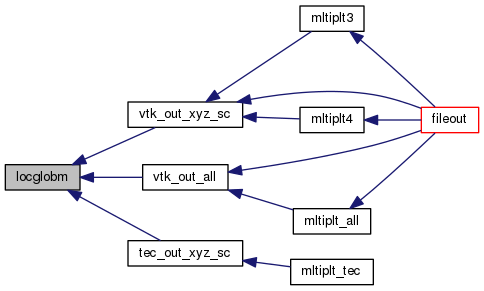 mltiplt3
vtk_out_xyz_sc
mltiplt4
fileout
locglobm
vtk_out_all
mltiplt_all
tec_out_xyz_sc
mltiplt_tec